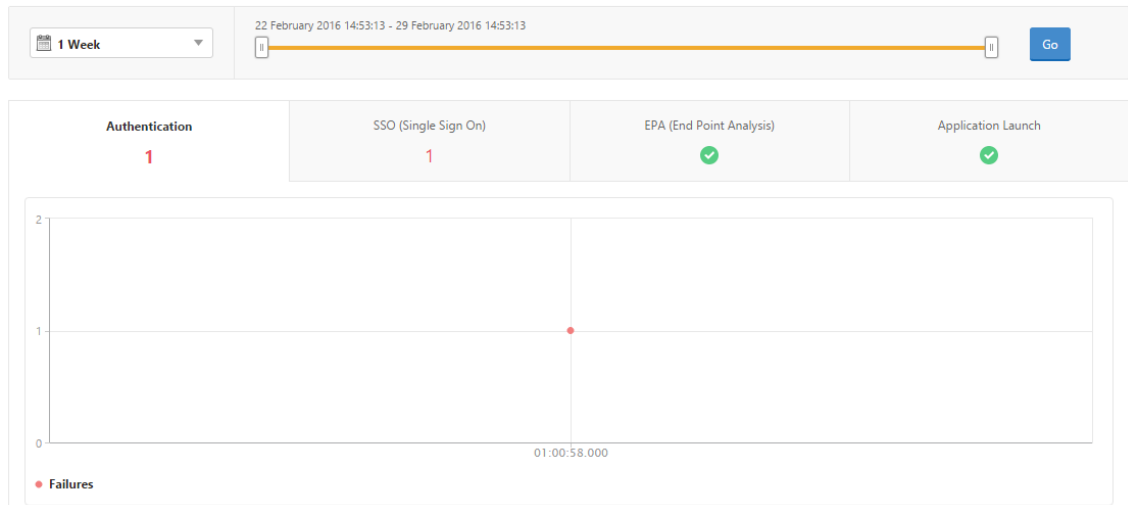 22 February 2016 14:53:13 - 29 February 2016 14:53:13
1 Week
Go
Authentication
1
SSO (Single Sign On)
1
EPA (End Point Analysis)
Application Launch
2
1
0
01:00:58.000
Failures